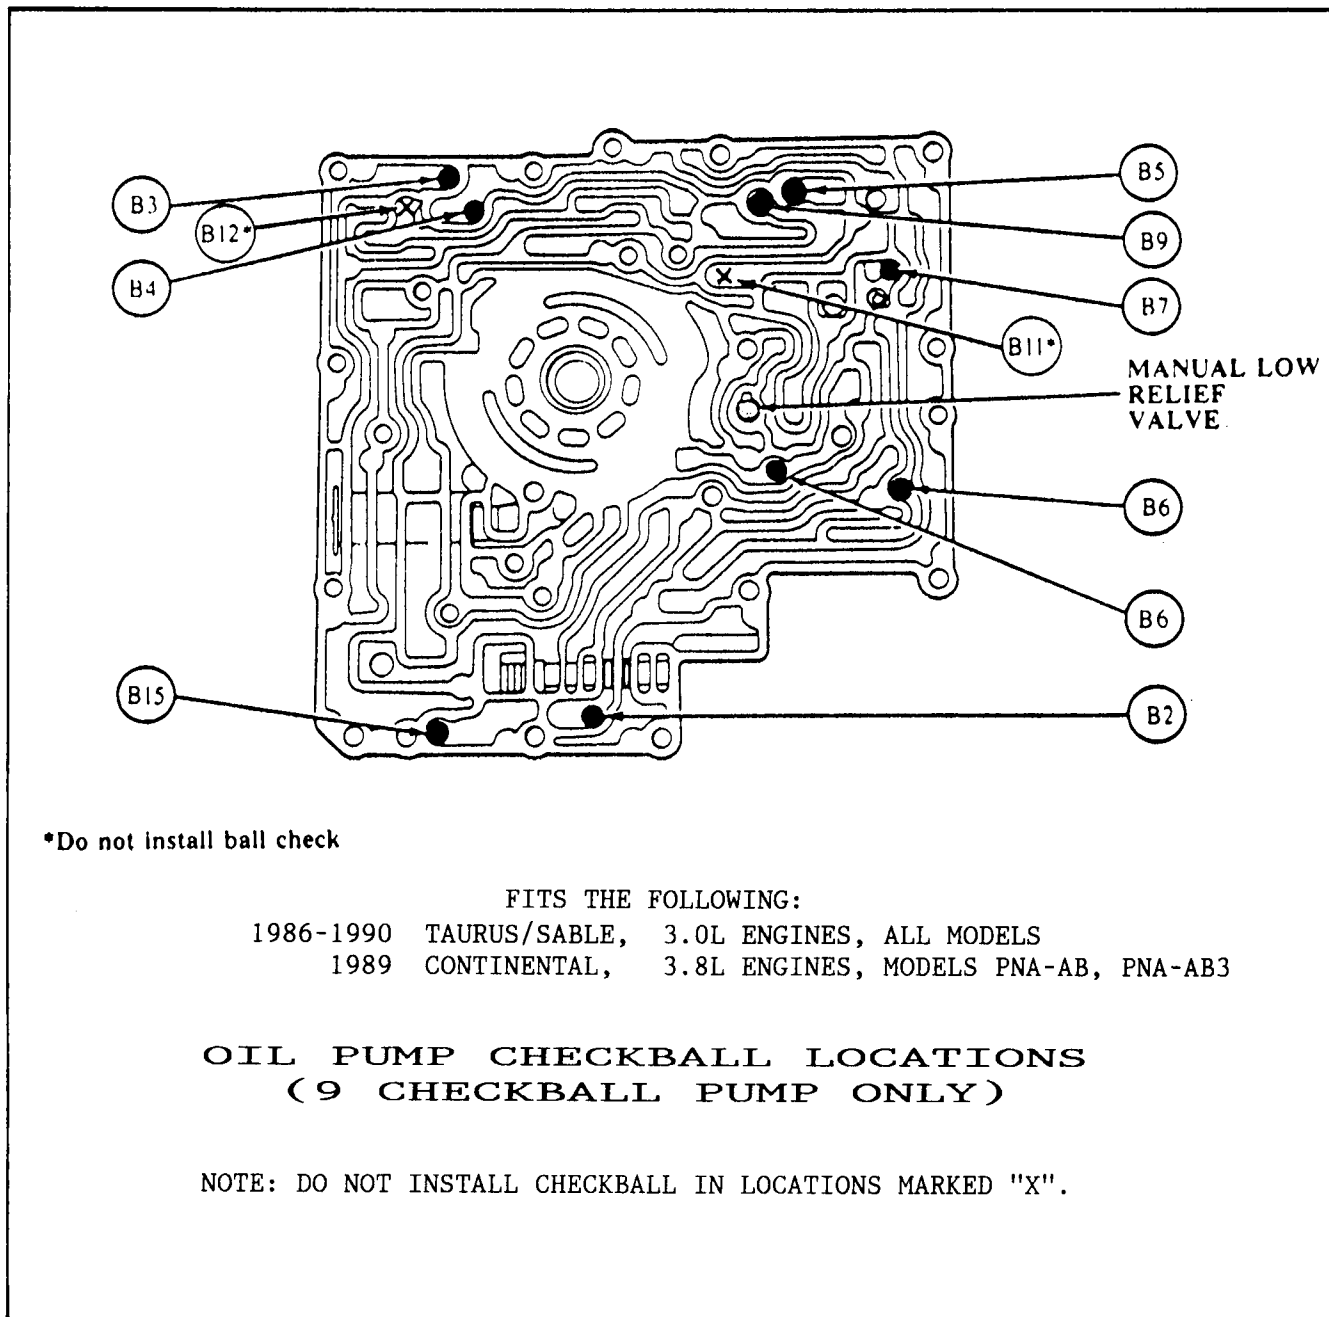 B3
B12*
B4
B5
B9
B7
B11*
MANUAL LOW
RELIEF
VALVE
B6
B6
B15
B2
*Do not install ball check
FITS THE FOLLOWING:
1986-1990 TAURUS/SABLE, 3.0L ENGINES, ALL MODELS
1989 CONTINENTAL, 3.8L ENGINES, MODELS PNA-AB, PNA-AB3
OIL PUMP CHECKBALL LOCATIONS
(9 CHECKBALL PUMP ONLY)
NOTE: DO NOT INSTALL CHECKBALL IN LOCATIONS MARKED "X".